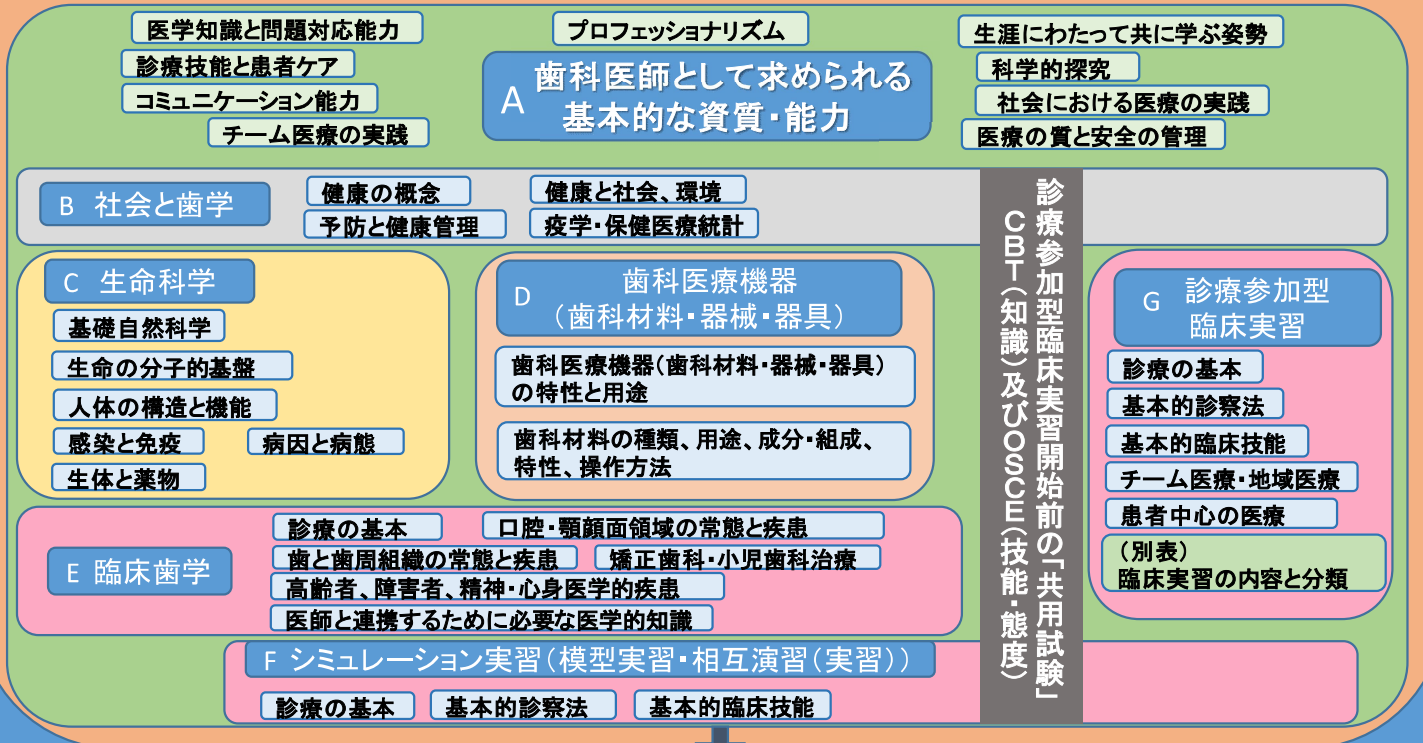 医学知識と問題対応能力
診療技能と患者ケア
コミュニケーション能力
チーム医療の実践
プロフェッショナリズム
A 歯科医師として求められる
基本的な資質・能力
生涯にわたって共に学ぶ姿勢
科学的探究
社会における医療の実践
医療の質と安全の管理
B 社会と歯学
健康の概念
健康と社会、環境
予防と健康管理
疫学・保健医療統計
C 生命科学
基礎自然科学
生命の分子的基盤
人体の構造と機能
感染と免疫
病因と病態
生体と薬物
D 歯科医療機器
（歯科材料・器械・器具）
歯科医療機器（歯科材料・器械・器具）
の特性と用途
歯科材料の種類、用途、成分・組成、
特性、操作方法
E 臨床歯学
診療の基本
口腔・顎顔面領域の常態と疾患
歯と歯周組織の常態と疾患
矯正歯科・小児歯科治療
高齢者、障害者、精神・心身医学的疾患
医師と連携するために必要な医学的知識
F シミュレーション実習（模型実習・相互演習（実習））
診療の基本
基本的診察法
基本的臨床技能
診療参加型臨床実習開始前の「共用試験」
CBT（知識）及びOSCE（技能・態度）
G 診療参加型
臨床実習
診療の基本
基本的診察法
基本的臨床技能
チーム医療・地域医療
患者中心の医療
（別表）
臨床実習の内容と分類